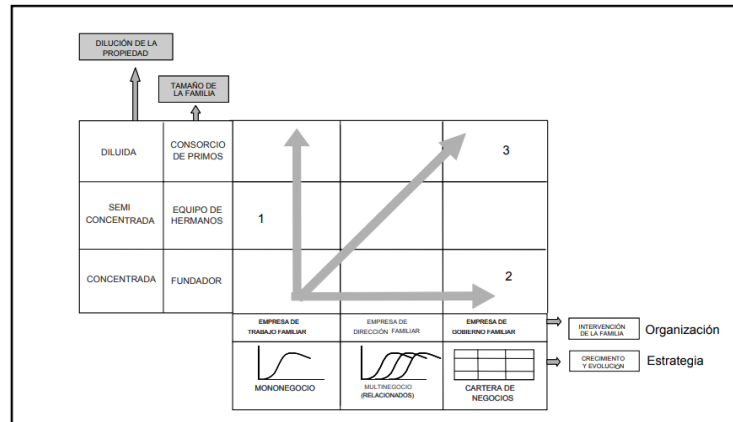 DILUCIÓN DE LA
PROPIEDAD
TAMAÑO DE
LA FAMILIA
DILUIDA
CONSORCIO
DE PRIMOS
3
SEMI
CONCENTRADA
EQUIPO DE
HERMANOS
1
CONCENTRADA
FUNDADOR
2
EMPRESA DE
TRABAJO FAMILIAR
EMPRESA DE
DIRECCIÓN FAMILIAR
EMPRESA DE
GOBIERNO FAMILIAR
INTERVENCIÓN
DE LA FAMILIA
Organización
MONONEGOCIO
MULTINEGOCIO
(RELACIONADOS)
CARTERA DE
NEGOCIOS
CRECIMIENTO
Y EVOLUCIÓN
Estrategia